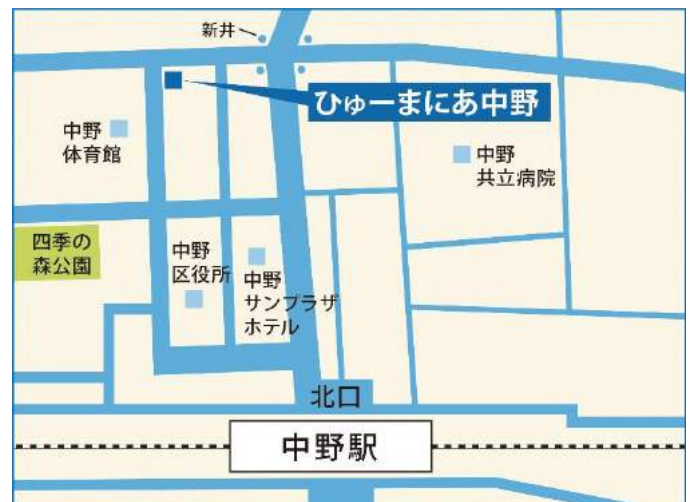 新井
ひゅーまにあ中野
中野
体育館
中野
共立病院
四季の
森公園
中野
区役所
中野
サンプラザ
ホテル
北口
中野駅